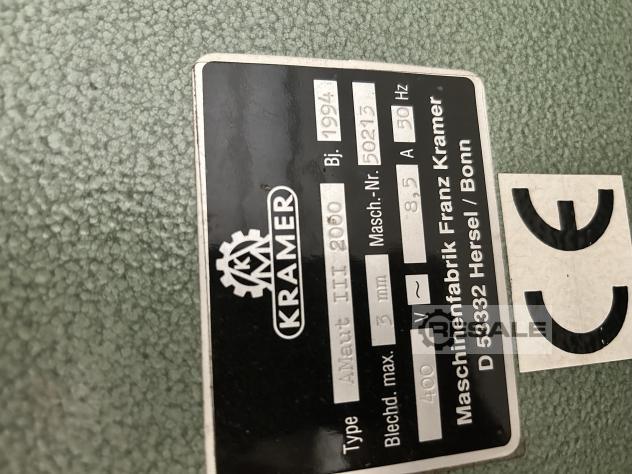 KRAMER
Type AMaut III 2000 Bj. 1994
Blechd. max. 3 mm Masch.-Nr. 50213
400 V ~ 8,5 A 50 Hz
Maschinenfabrik Franz Kramer
D 53332 Hersel / Bonn
CE
RESALE